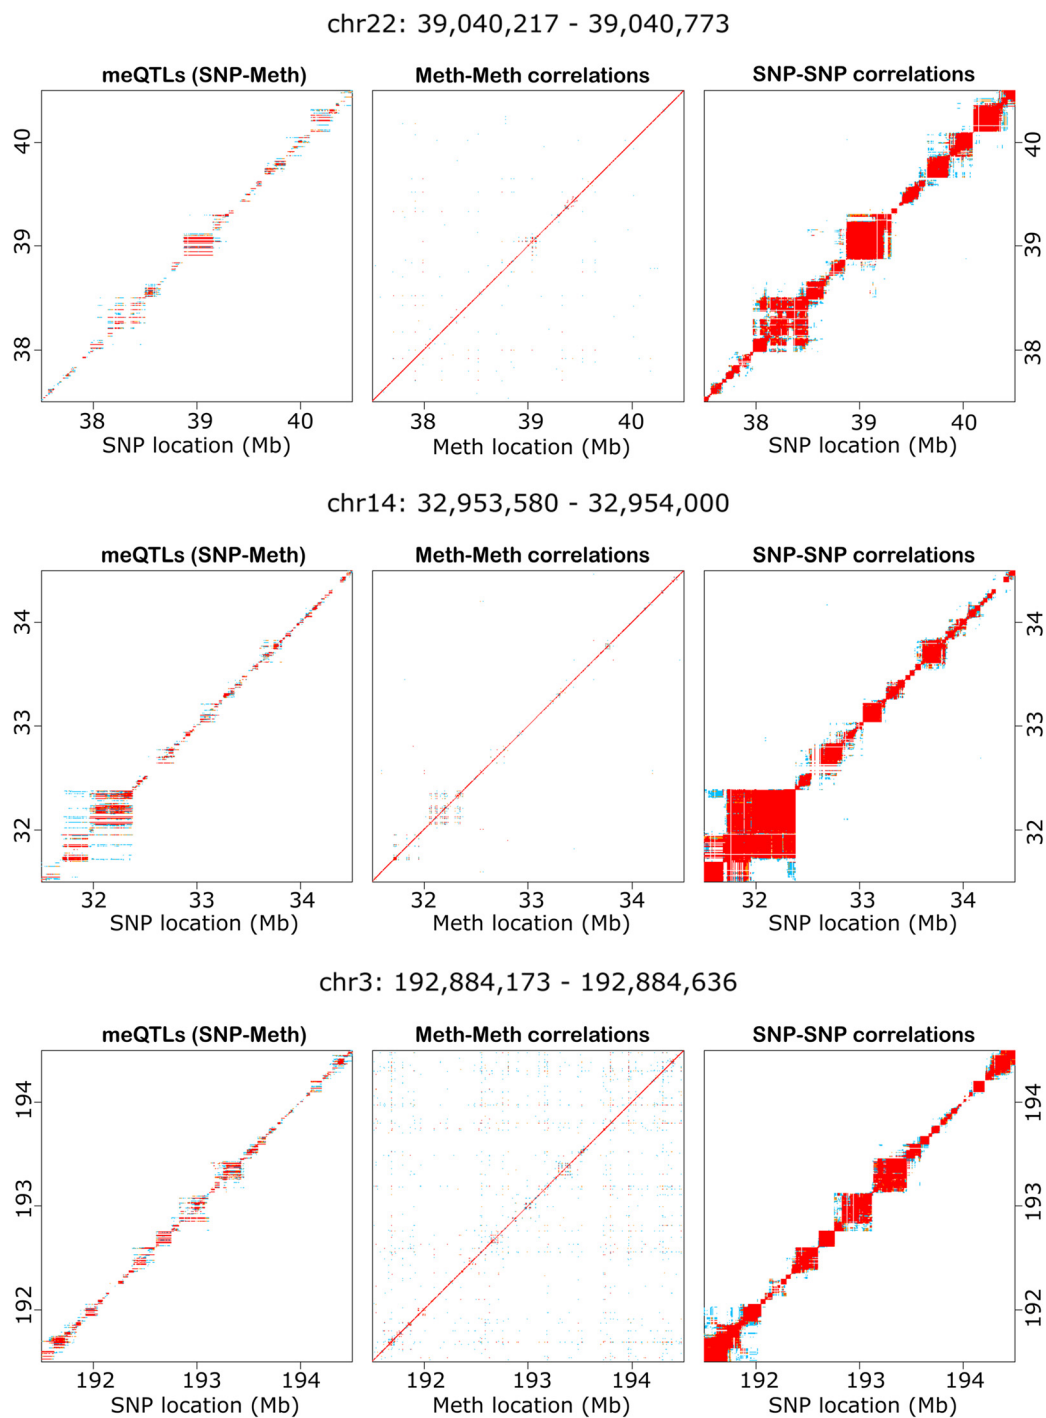 chr22: 39,040,217 - 39,040,773
meQTLs (SNP-Meth) Meth-Meth correlations SNP-SNP correlations
40 40
39 39
38 38
38 39 40 38 39 40 38 39 40
SNP location (Mb) Meth location (Mb) SNP location (Mb)
chr14: 32,953,580 - 32,954,000
meQTLs (SNP-Meth) Meth-Meth correlations SNP-SNP correlations
34 34
33 33
32 32
32 33 34 32 33 34 32 33 34
SNP location (Mb) Meth location (Mb) SNP location (Mb)
chr3: 192,884,173 - 192,884,636
meQTLs (SNP-Meth) Meth-Meth correlations SNP-SNP correlations
194 194
193 193
192 192
192 193 194 192 193 194 192 193 194
SNP location (Mb) Meth location (Mb) SNP location (Mb)